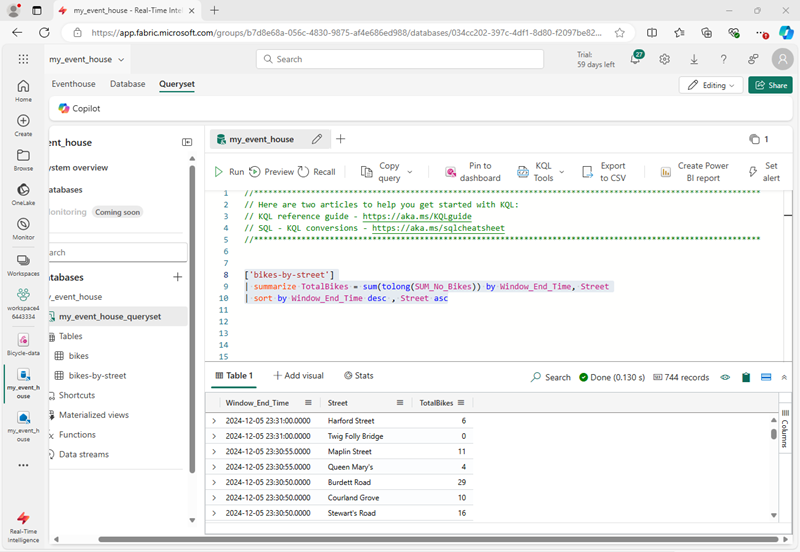 my_event_house - Real-Time Intelli
https://app.fabric.microsoft.com/groups/b7d8e68a-056c-4830-9875-af4e686ed988/databases/034cc202-397c-4df1-8d80-f2097be82...
my_event_house
Search
Trial:
59 days left
27
Eventhouse
Database
Queryset
Editing
Share
Copilot
Home
Create
Browse
OneLake
Monitor
Workspaces
workspace4
6443334
Bicycle-data
my_event_ho
use
my_event_ho
use
Real-Time
Intelligence
ent_house
ystem overview
atabases
onitoring
Coming soon
arch
atabases
y_event_house
my_event_house_queryset
Tables
bikes
bikes-by-street
Shortcuts
Materialized views
Functions
Data streams
my_event_house
1
Run
Preview
Recall
Copy
query
Pin to
dashboard
KQL
Tools
Export
to CSV
Create Power
BI report
Set
alert
1
2 // Here are two articles to help you get started with KQL:
3 // KQL reference guide - https://aka.ms/KQLguide
4 // SQL - KQL conversions - https://aka.ms/sqlcheatsheet
5
6
7
8 ['bikes-by-street']
9 | summarize TotalBikes = sum(tolong(SUM_No_Bikes)) by Window_End_Time, Street
10 | sort by Window_End_Time desc , Street asc
11
12
13
14
15
Table 1
Add visual
Stats
Search
Done (0.130 s)
744 records
Window_End_Time Street TotalBikes
2024-12-05 23:31:00.0000 Harford Street 6
2024-12-05 23:31:00.0000 Twig Folly Bridge 0
2024-12-05 23:30:55.0000 Maplin Street 11
2024-12-05 23:30:55.0000 Queen Mary's 4
2024-12-05 23:30:50.0000 Burdett Road 29
2024-12-05 23:30:50.0000 Courland Grove 10
2024-12-05 23:30:50.0000 Stewart's Road 16
Columns